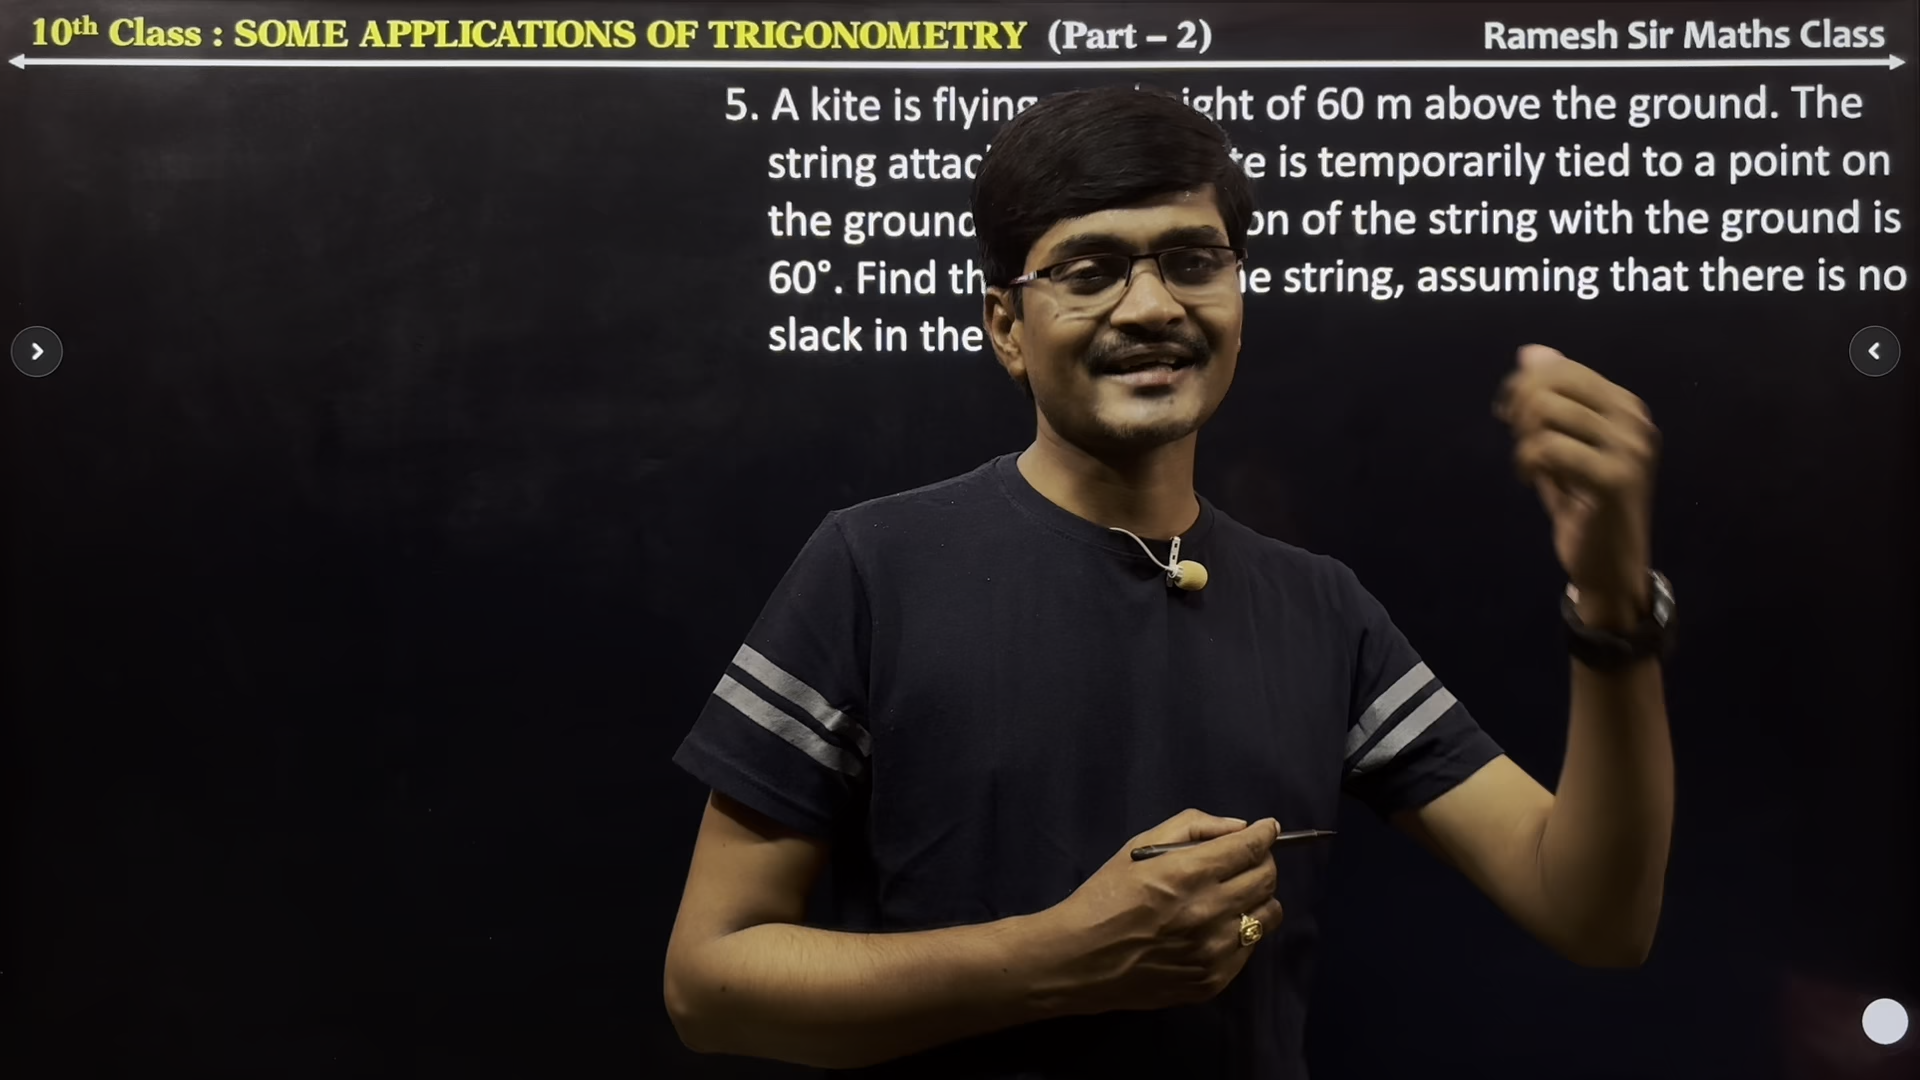 10th Class : SOME APPLICATIONS OF TRIGONOMETRY (Part – 2) Ramesh Sir Maths Class
5. A kite is flying ight of 60 m above the ground. The
string attac te is temporarily tied to a point on
the ground on of the string with the ground is
60°. Find th e string, assuming that there is no
slack in the